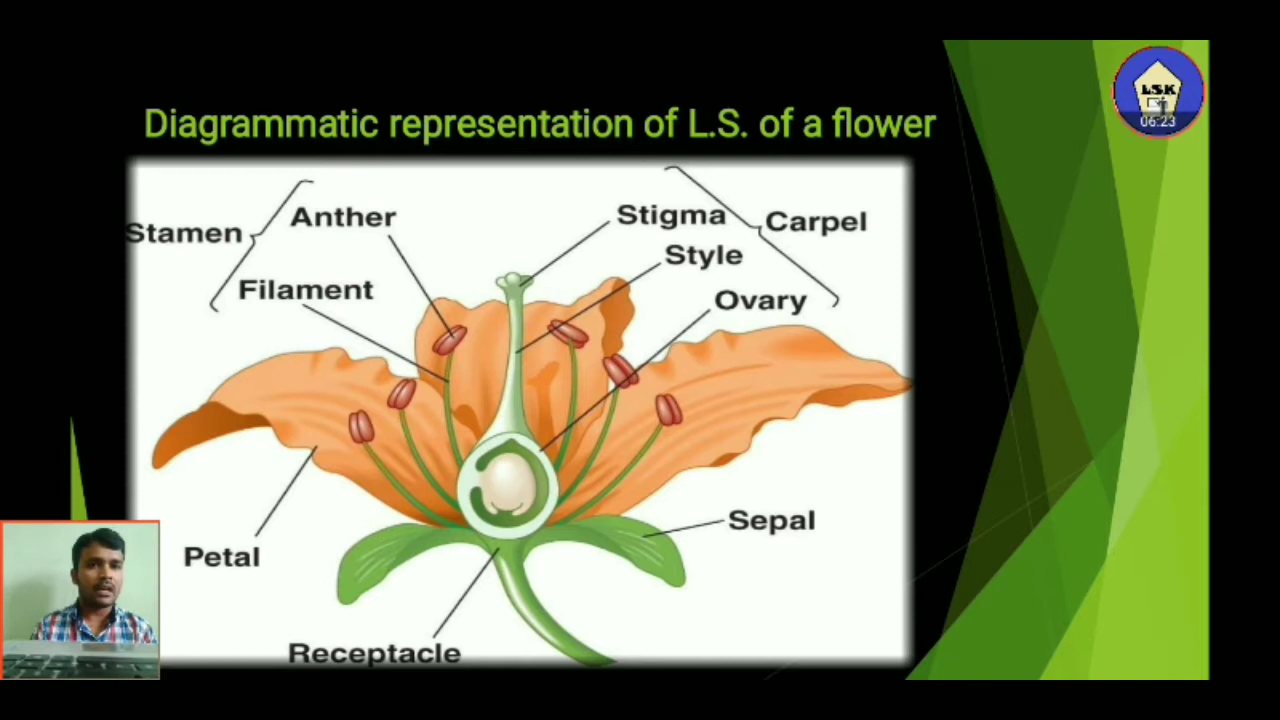 Diagrammatic representation of L.S. of a flower
LSK
06:23
Stamen
Anther
Filament
Stigma
Style
Ovary
Carpel
Petal
Sepal
Receptacle